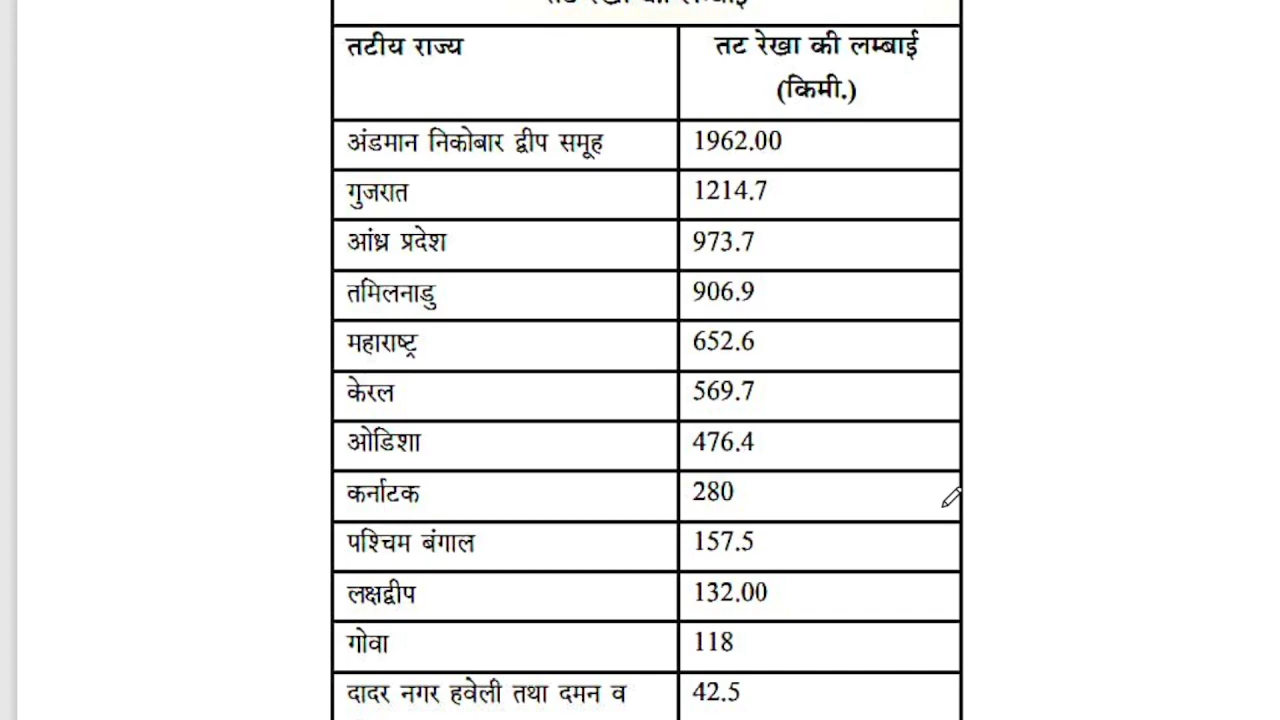 तटीय राज्य तट रेखा की लम्बाई
(किमी.)
अंडमान निकोबार द्वीप समूह 1962.00
गुजरात 1214.7
आंध्र प्रदेश 973.7
तमिलनाडु 906.9
महाराष्ट्र 652.6
केरल 569.7
ओडिशा 476.4
कर्नाटक 280
पश्चिम बंगाल 157.5
लक्षद्वीप 132.00
गोवा 118
दादर नगर हवेली तथा दमन व 42.5